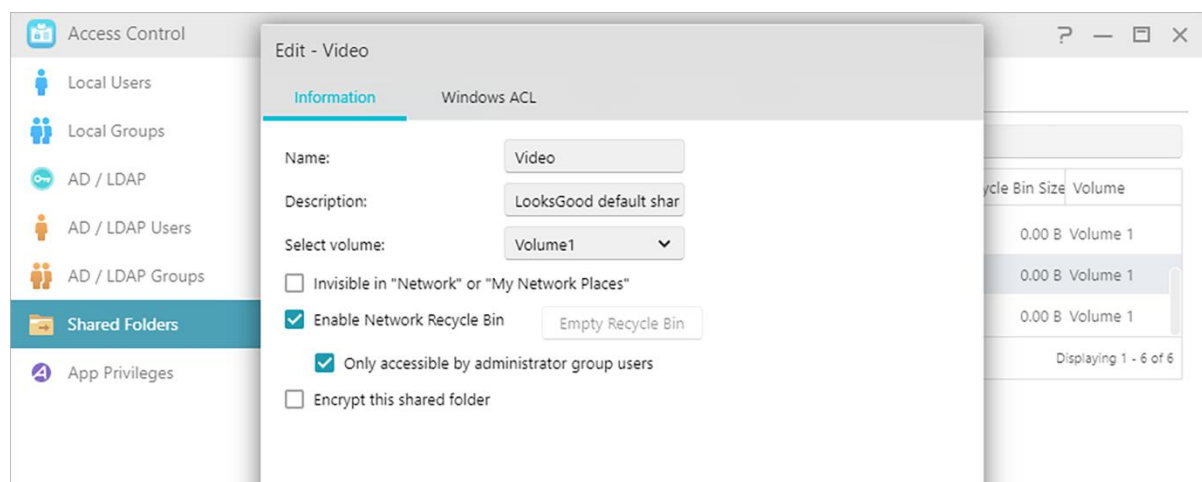 Access Control
Local Users
Local Groups
AD / LDAP
AD / LDAP Users
AD / LDAP Groups
Shared Folders
App Privileges
Edit - Video
Information Windows ACL
Name: Video
Description: LooksGood default shar
Select volume: Volume1
Invisible in "Network" or "My Network Places"
Enable Network Recycle Bin Empty Recycle Bin
Only accessible by administrator group users
Encrypt this shared folder
Bin Size Volume
0.00 B Volume 1
0.00 B Volume 1
0.00 B Volume 1
Displaying 1 - 6 of 6